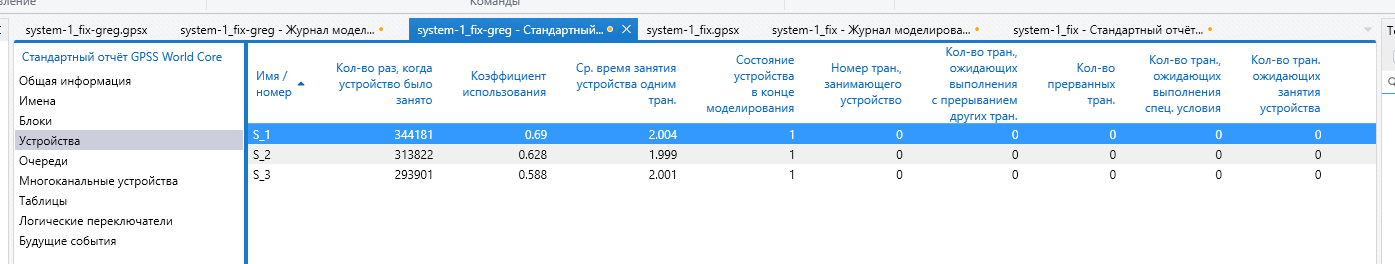 Команды
system-1_fix-greg.gpsx system-1_fix-greg - Журнал модел... system-1_fix-greg - Стандартный... system-1_fix.gpsx system-1_fix - Журнал моделирова... system-1_fix - Стандартный отчёт...
Стандартный отчёт GPSS World Core
Общая информация
Имена
Блоки
Устройства
Очереди
Многоканальные устройства
Таблицы
Логические переключатели
Будущие события
Имя /
номер
Кол-во раз, когда
устройство было
занято
Коэффициент
использования
Ср. время занятия
устройства одним
тран.
Состояние
устройства
в конце
моделирования
Номер тран.,
занимающего
устройство
Кол-во тран.,
ожидающих
выполнения
с прерыванием
других тран.
Кол-во
прерванных
тран.
Кол-во тран.,
ожидающих
выполнения
спец. условия
Кол-во тран.
ожидающих
занятия
устройства
S_1 344181 0.69 2.004 1 0 0 0 0 0
S_2 313822 0.628 1.999 1 0 0 0 0 0
S_3 293901 0.588 2.001 1 0 0 0 0 0